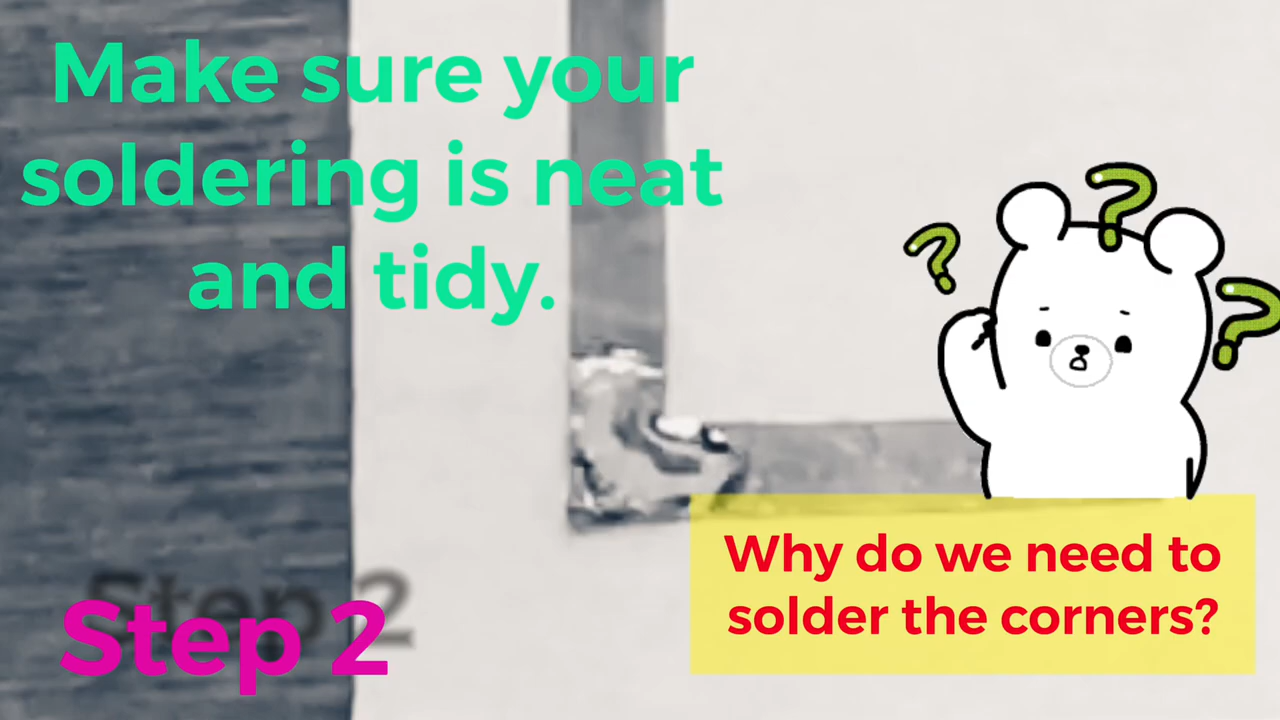 Make sure your
soldering is neat
and tidy.
Why do we need to
solder the corners?
Step 2